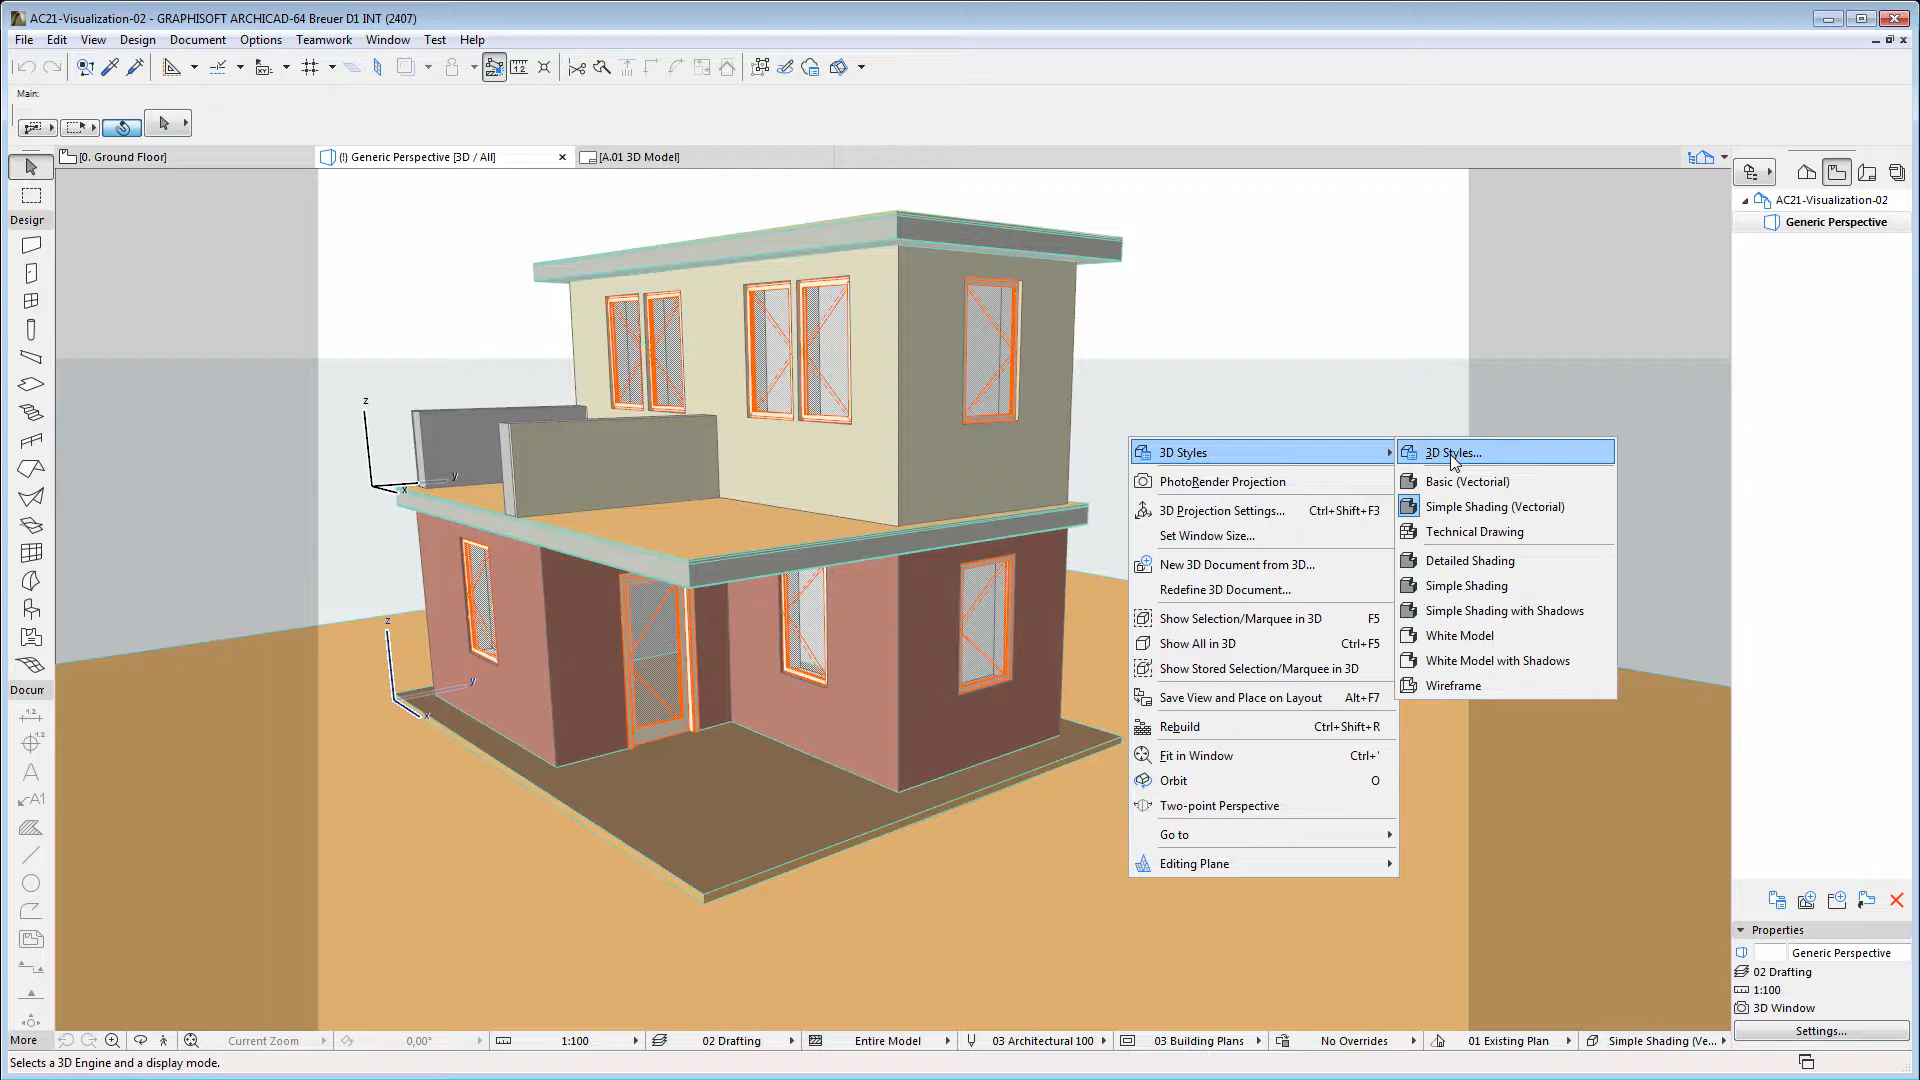 AC21-Visualization-02 - GRAPHISOFT ARCHICAD-64 Breuer D1 INT (2407)
File Edit View Design Document Options Teamwork Window Test Help
Main:
[0. Ground Floor]
(!) Generic Perspective [3D / All]
[A.01 3D Model]
Design
AC21-Visualization-02
Generic Perspective
z
y
x
z
y
x
3D Styles
PhotoRender Projection
3D Projection Settings... Ctrl+Shift+F3
Set Window Size...
New 3D Document from 3D...
Redefine 3D Document...
Show Selection/Marquee in 3D F5
Show All in 3D Ctrl+F5
Show Stored Selection/Marquee in 3D
Save View and Place on Layout Alt+F7
Rebuild Ctrl+Shift+R
Fit in Window Ctrl+'
Orbit O
Two-point Perspective
Go to
Editing Plane
3D Styles...
Basic (Vectorial)
Simple Shading (Vectorial)
Technical Drawing
Detailed Shading
Simple Shading
Simple Shading with Shadows
White Model
White Model with Shadows
Wireframe
Docum
1.2
1.2
A
A1
Properties
Generic Perspective
02 Drafting
1:100
3D Window
Settings...
More
Current Zoom
0,00°
1:100
02 Drafting
Entire Model
03 Architectural 100
03 Building Plans
No Overrides
01 Existing Plan
Simple Shading (Ve...
Selects a 3D Engine and a display mode.